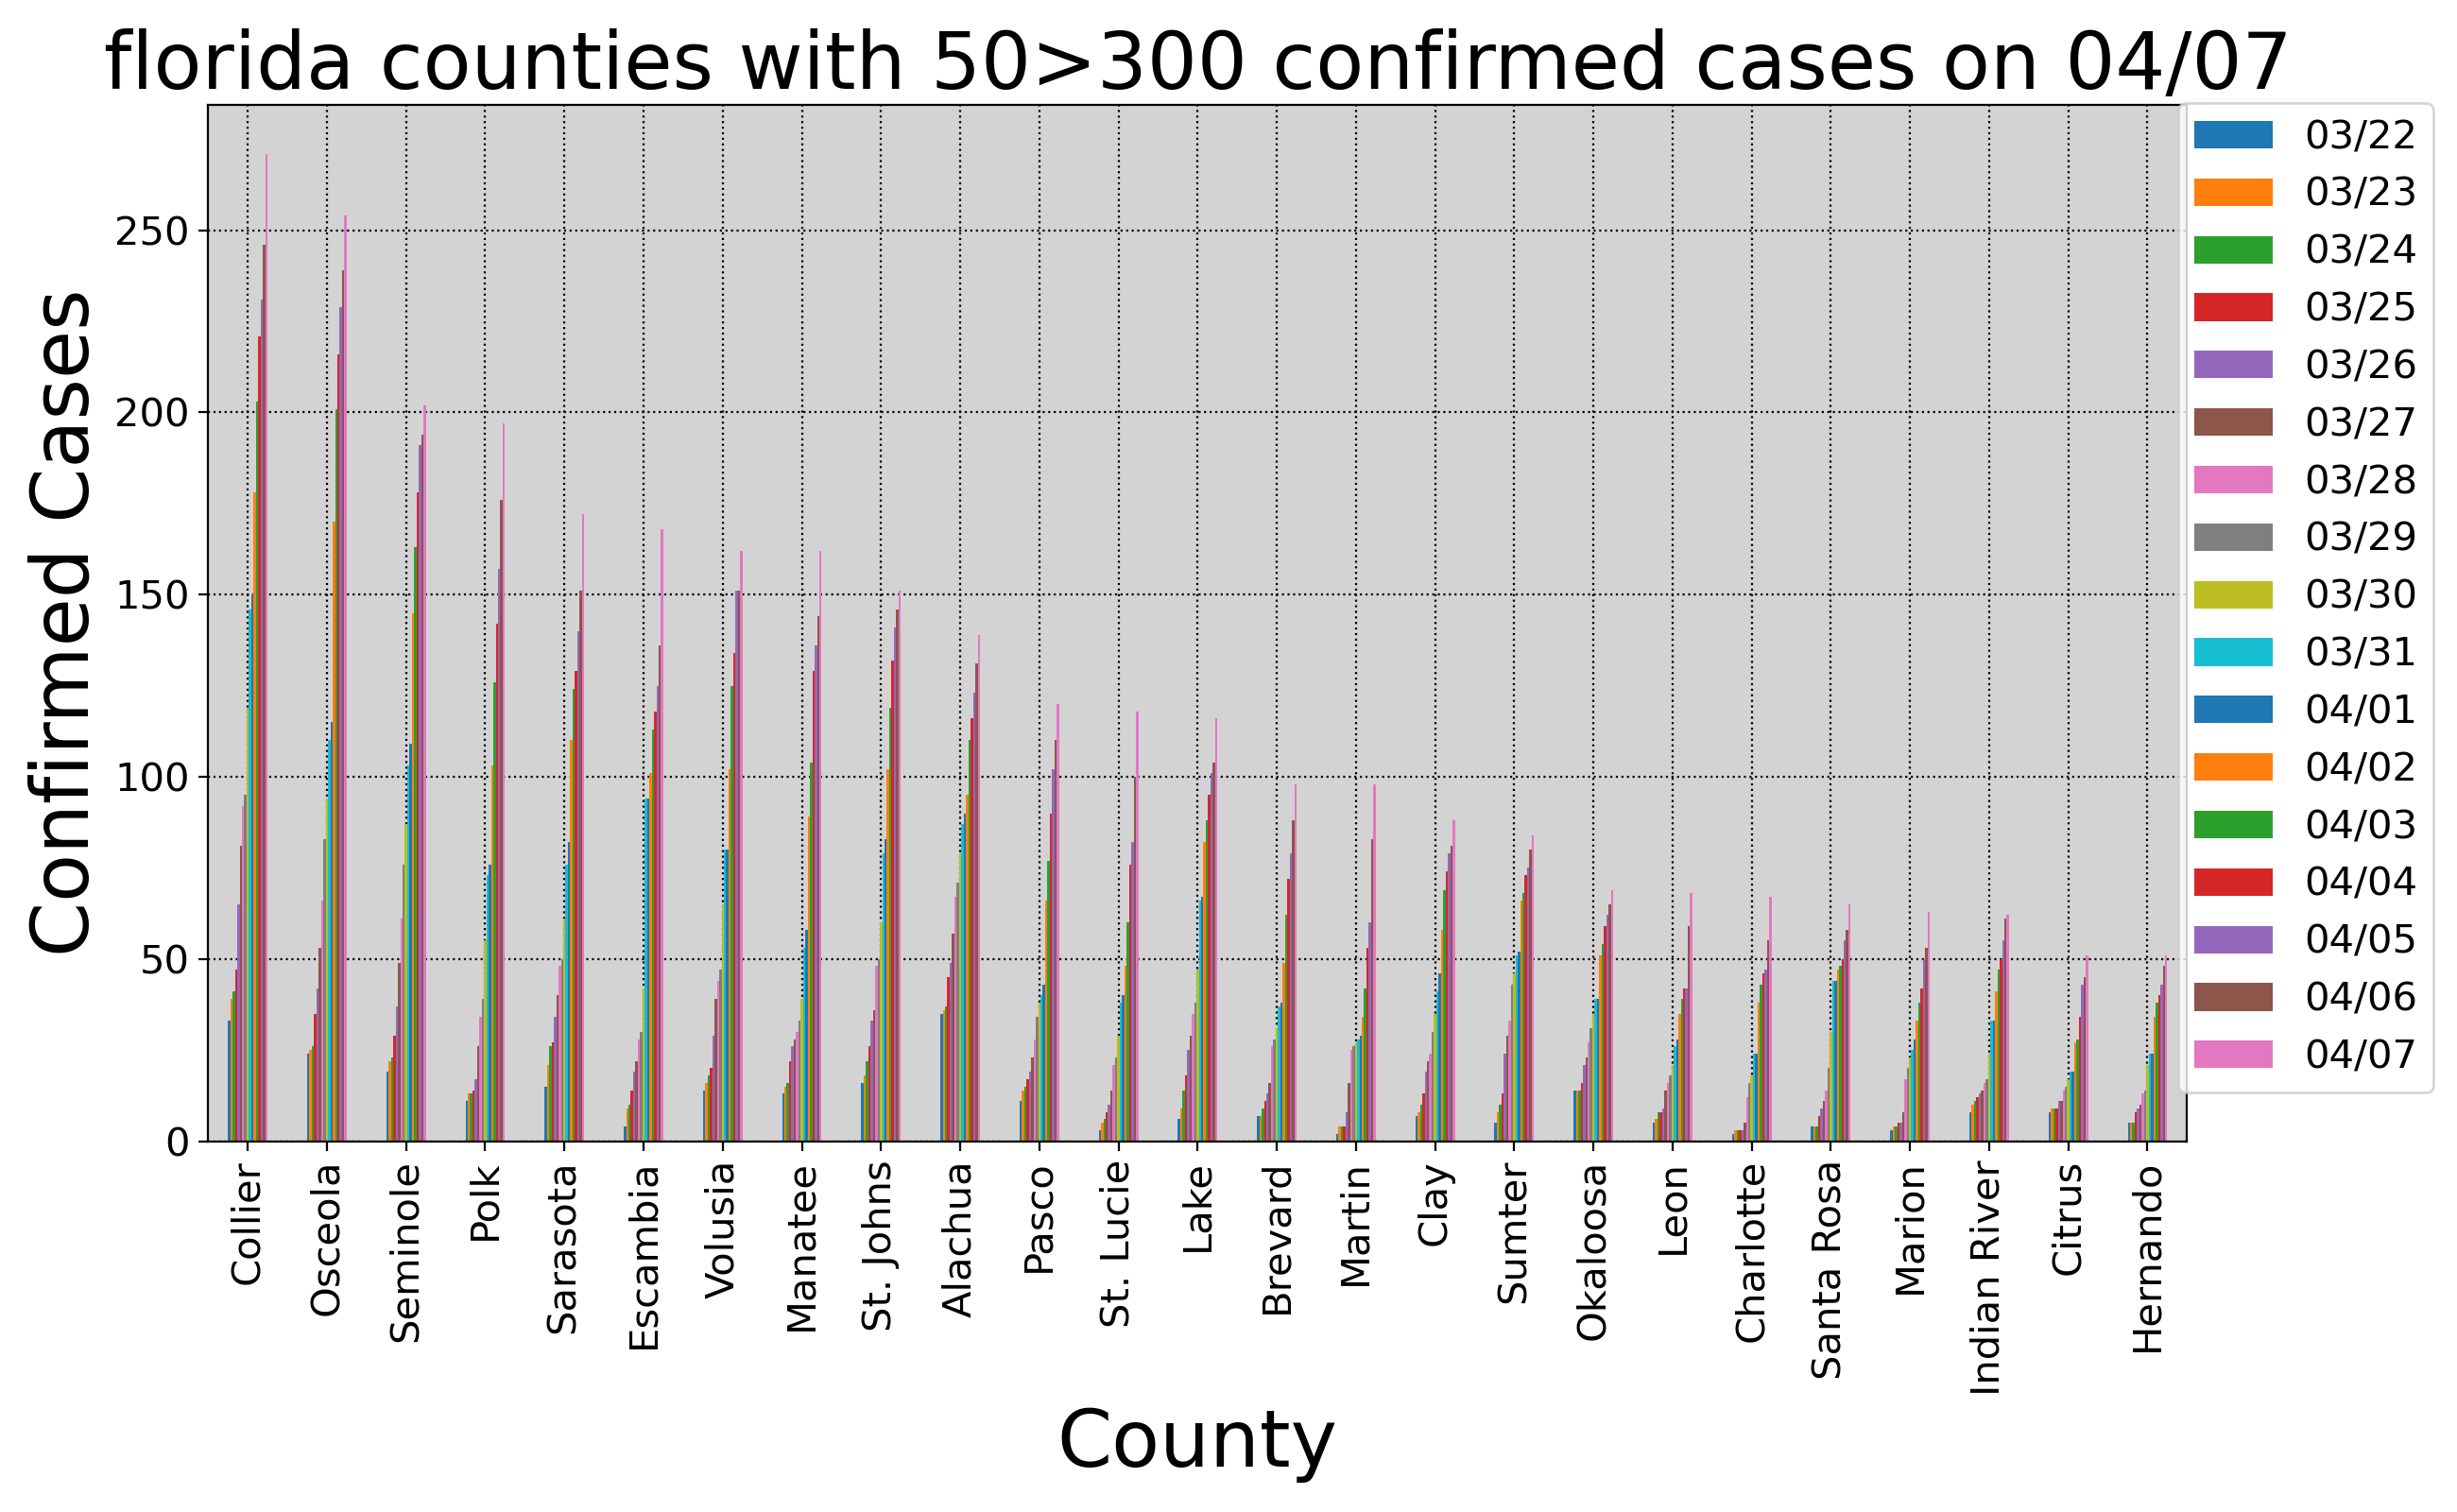 florida counties with 50>300 confirmed cases on 04/07
Confirmed Cases
250
200
150
100
50
0
03/22
03/23
03/24
03/25
03/26
03/27
03/28
03/29
03/30
03/31
04/01
04/02
04/03
04/04
04/05
04/06
04/07
Collier
Osceola
Seminole
Polk
Sarasota
Escambia
Volusia
Manatee
St. Johns
Alachua
Pasco
St. Lucie
Lake
Brevard
Martin
Clay
Sumter
Okaloosa
Leon
Charlotte
Santa Rosa
Marion
Indian River
Citrus
Hernando
County